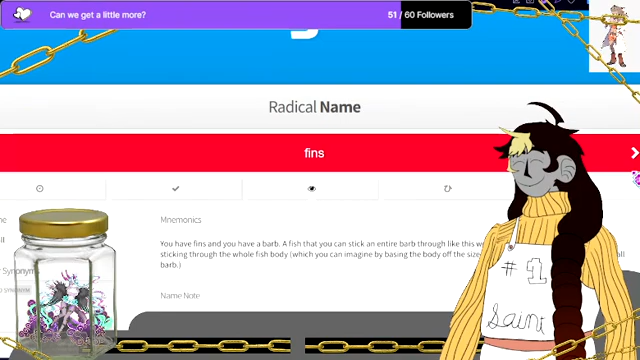 Can we get a little more?
51 / 60 Followers
Radical Name
fins
Mnemonics
You have fins and you have a barb. A fish that you can stick an entire barb through like this
sticking through the whole fish body (which you can imagine by basing the body off the size
barb.)
Name Note
# 1
Saint